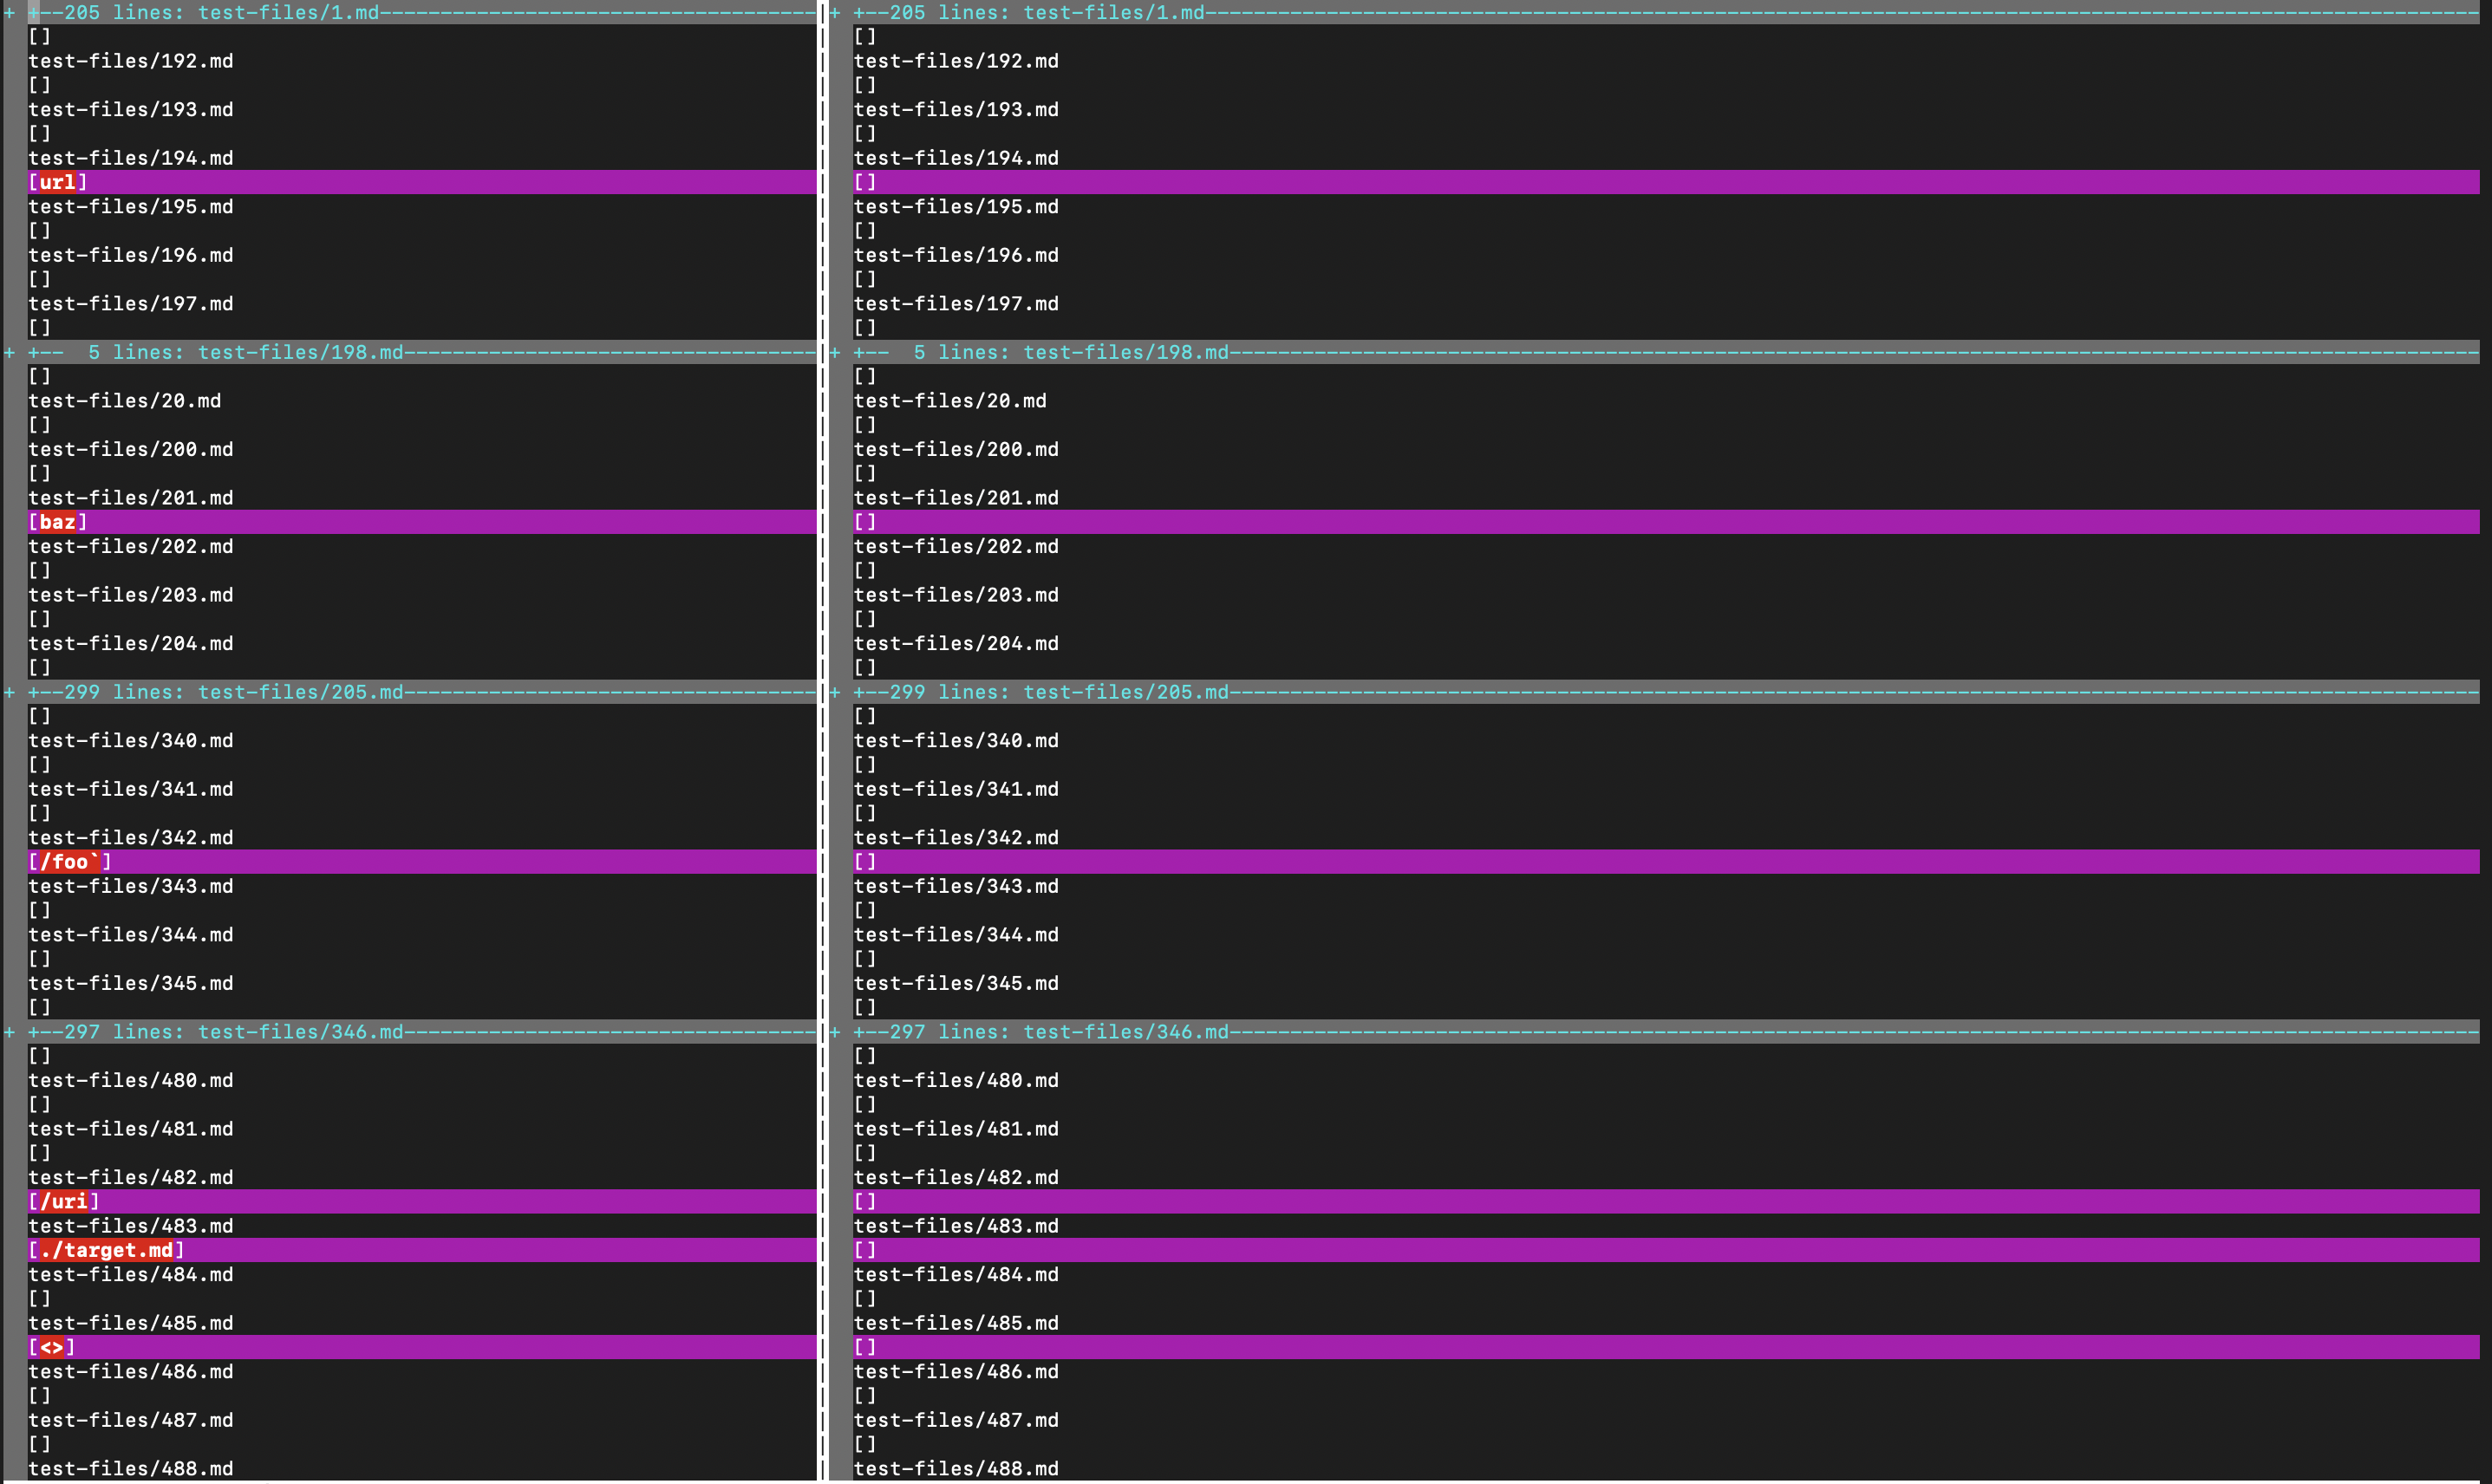 + +--205 lines: test-files/1.md------------------------------------
[]
test-files/192.md
[]
test-files/193.md
[]
test-files/194.md
[url]
test-files/195.md
[]
test-files/196.md
[]
test-files/197.md
[]
+ +--  5 lines: test-files/198.md----------------------------------
[]
test-files/20.md
[]
test-files/200.md
[]
test-files/201.md
[baz]
test-files/202.md
[]
test-files/203.md
[]
test-files/204.md
[]
+ +--299 lines: test-files/205.md----------------------------------
[]
test-files/340.md
[]
test-files/341.md
[]
test-files/342.md
[/foo`]
test-files/343.md
[]
test-files/344.md
[]
test-files/345.md
[]
+ +--297 lines: test-files/346.md----------------------------------
[]
test-files/480.md
[]
test-files/481.md
[]
test-files/482.md
[/uri]
test-files/483.md
[./target.md]
test-files/484.md
[]
test-files/485.md
[<>]
test-files/486.md
[]
test-files/487.md
[]
test-files/488.md
+ +--205 lines: test-files/1.md---------------------------------------------------------------------------------------------------------
[]
test-files/192.md
[]
test-files/193.md
[]
test-files/194.md
[]
test-files/195.md
[]
test-files/196.md
[]
test-files/197.md
[]
+ +--  5 lines: test-files/198.md-------------------------------------------------------------------------------------------------------
[]
test-files/20.md
[]
test-files/200.md
[]
test-files/201.md
[]
test-files/202.md
[]
test-files/203.md
[]
test-files/204.md
[]
+ +--299 lines: test-files/205.md-------------------------------------------------------------------------------------------------------
[]
test-files/340.md
[]
test-files/341.md
[]
test-files/342.md
[]
test-files/343.md
[]
test-files/344.md
[]
test-files/345.md
[]
+ +--297 lines: test-files/346.md-------------------------------------------------------------------------------------------------------
[]
test-files/480.md
[]
test-files/481.md
[]
test-files/482.md
[]
test-files/483.md
[]
test-files/484.md
[]
test-files/485.md
[]
test-files/486.md
[]
test-files/487.md
[]
test-files/488.md